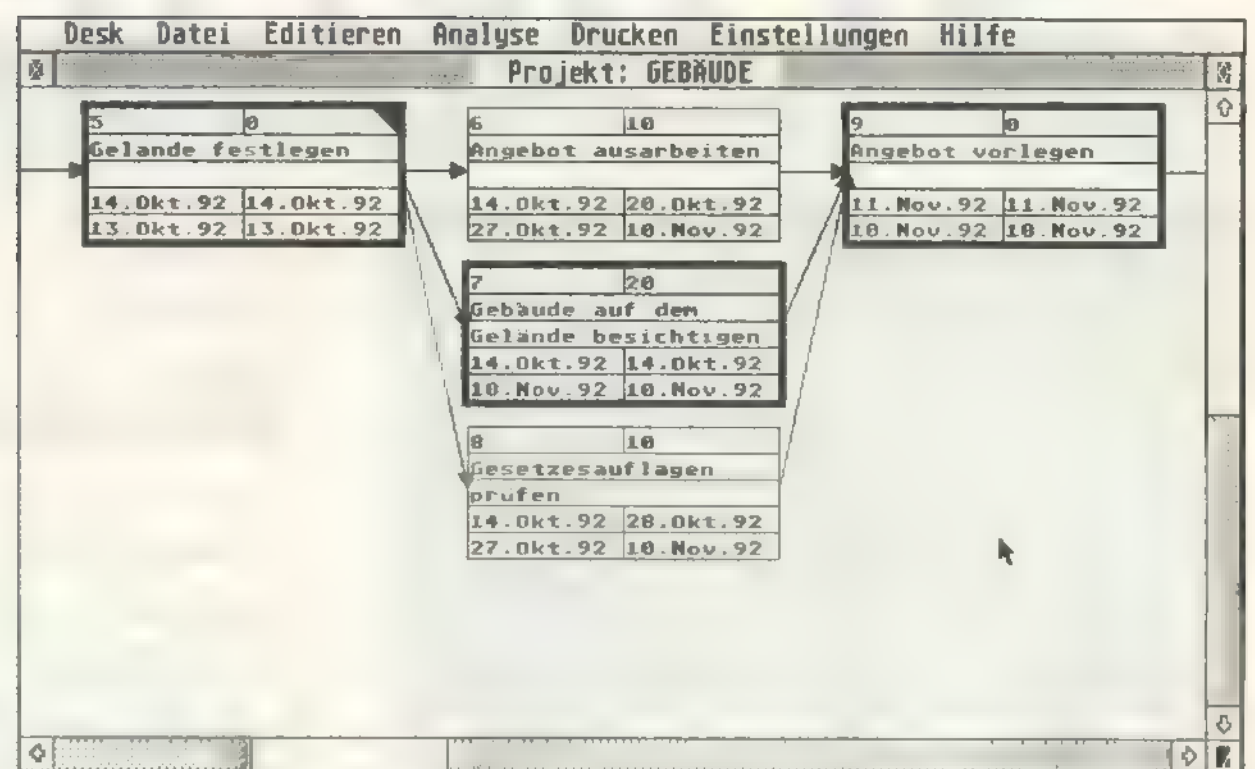 Desk Datei Editieren Analyse Drucken Einstellungen Hilfe
Projekt: GEBÄUDE
5 0
Gelande festlegen
14.Okt.92 14.Okt.92
13.Okt.92 13.Okt.92
6 10
Angebot ausarbeiten
14.Okt.92 28.Okt.92
27.Okt.92 10.Nov.92
7 20
Gebäude auf dem
Gelände besichtigen
14.Okt.92 14.Okt.92
10.Nov.92 10.Nov.92
8 10
Gesetzesauflagen
prufen
14.Okt.92 28.Okt.92
27.Okt.92 10.Nov.92
9 0
Angebot vorlegen
11.Nov.92 11.Nov.92
10.Nov.92 10.Nov.92